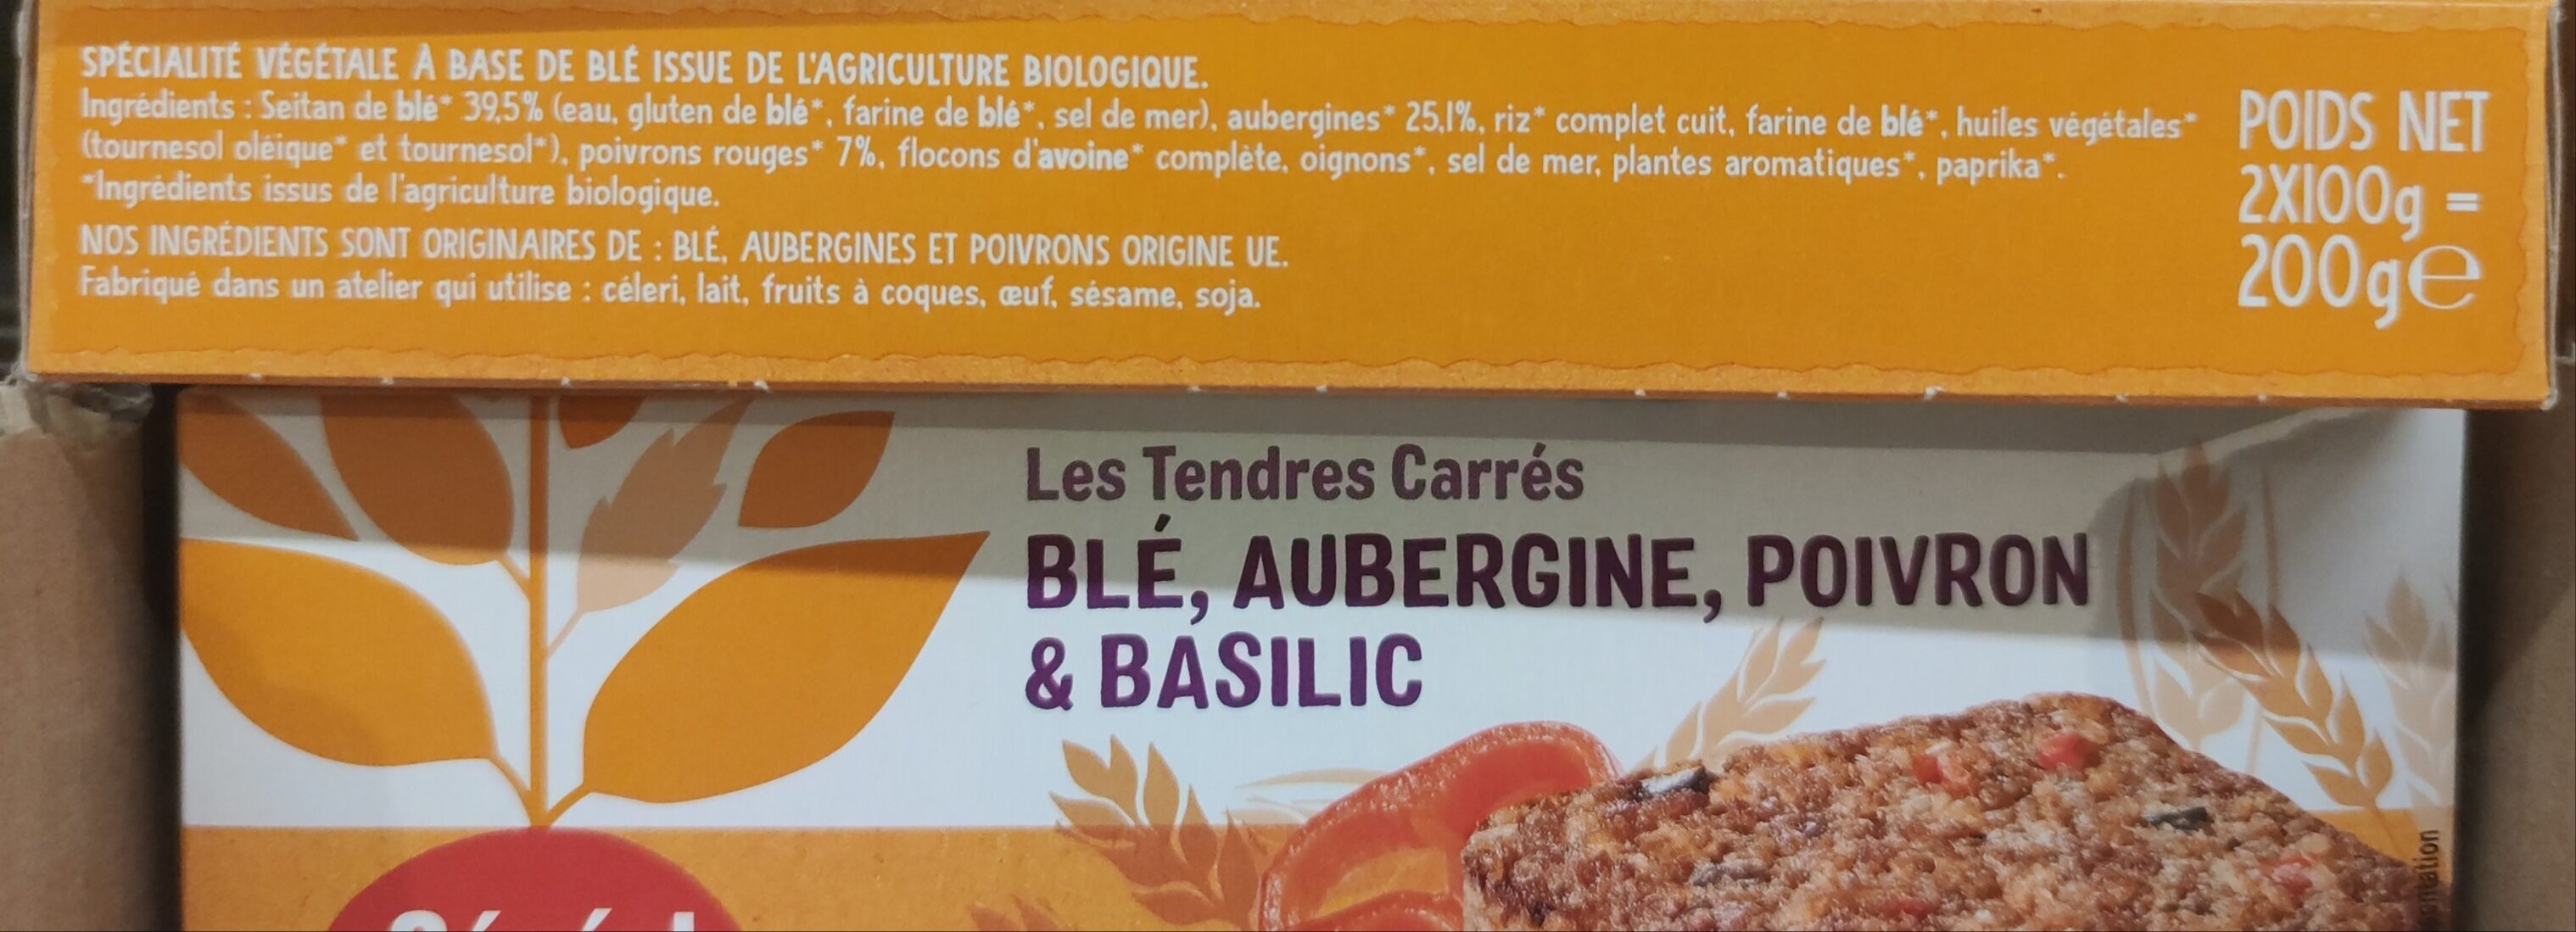 SPÉCIALITÉ VÉGÉTALE À BASE DE BLÉ ISSUE DE L'AGRICULTURE BIOLOGIQUE.
Ingrédients : Seitan de blé* 39,5% (eau, gluten de blé*, farine de blé*, sel de mer), aubergines* 25,1%, riz* complet cuit, farine de blé*, huiles végétales*
(tournesol oléique* et tournesol*), poivrons rouges* 7%, flocons d'avoine* complète, oignons*, sel de mer, plantes aromatiques*, paprika*.
*Ingrédients issus de l'agriculture biologique.
NOS INGRÉDIENTS SONT ORIGINAIRES DE : BLÉ, AUBERGINES ET POIVRONS ORIGINE UE.
Fabriqué dans un atelier qui utilise : céleri, lait, fruits à coques, œuf, sésame, soja.
POIDS NET
2X100g =
200g℮
Les Tendres Carrés
BLÉ, AUBERGINE, POIVRON
& BASILIC